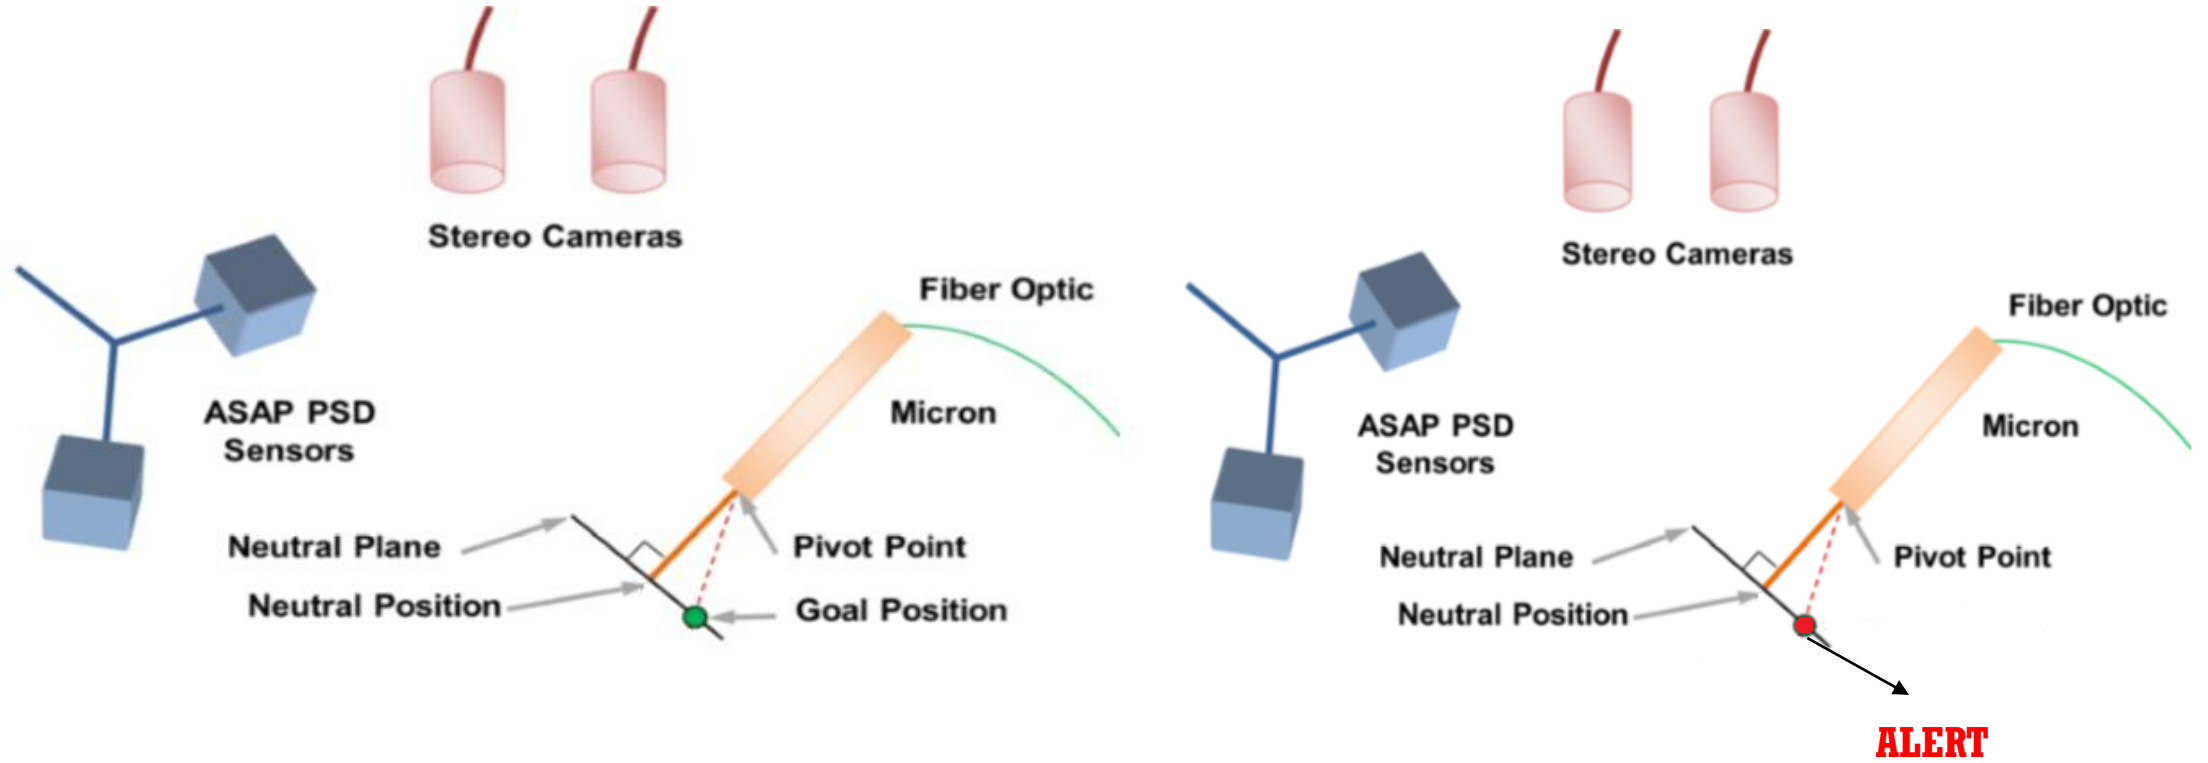 Stereo Cameras
Fiber Optic
ASAP PSD
Sensors
Micron
Neutral Plane
Pivot Point
Neutral Position
Goal Position
Stereo Cameras
Fiber Optic
ASAP PSD
Sensors
Micron
Neutral Plane
Pivot Point
Neutral Position
ALERT